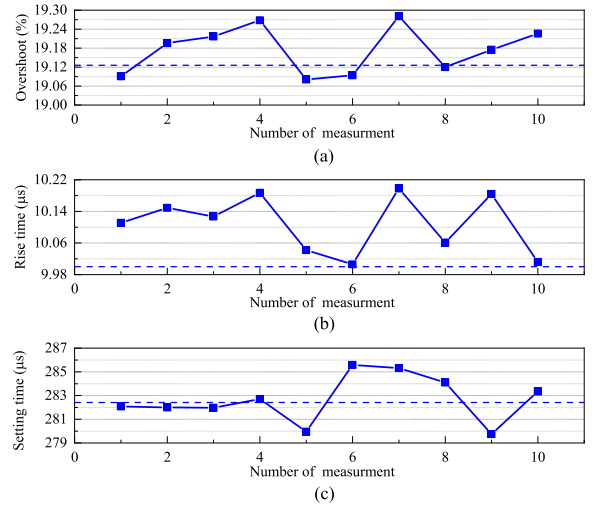 19.30
19.24
19.18
19.12
19.06
19.00
Overshoot (%)
0 2 4 6 8 10
Number of measurment
(a)
10.22
10.14
10.06
9.98
Rise time (μs)
0 2 4 6 8 10
Number of measurment
(b)
287
285
283
281
279
Setting time (μs)
0 2 4 6 8 10
Number of measurment
(c)